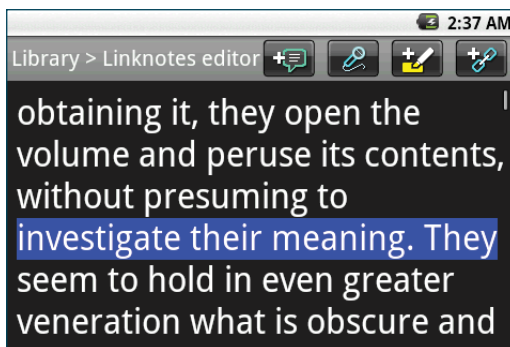 2:37 AM
Library > Linknotes editor
obtaining it, they open the
volume and peruse its contents,
without presuming to
investigate their meaning. They
seem to hold in even greater
veneration what is obscure and